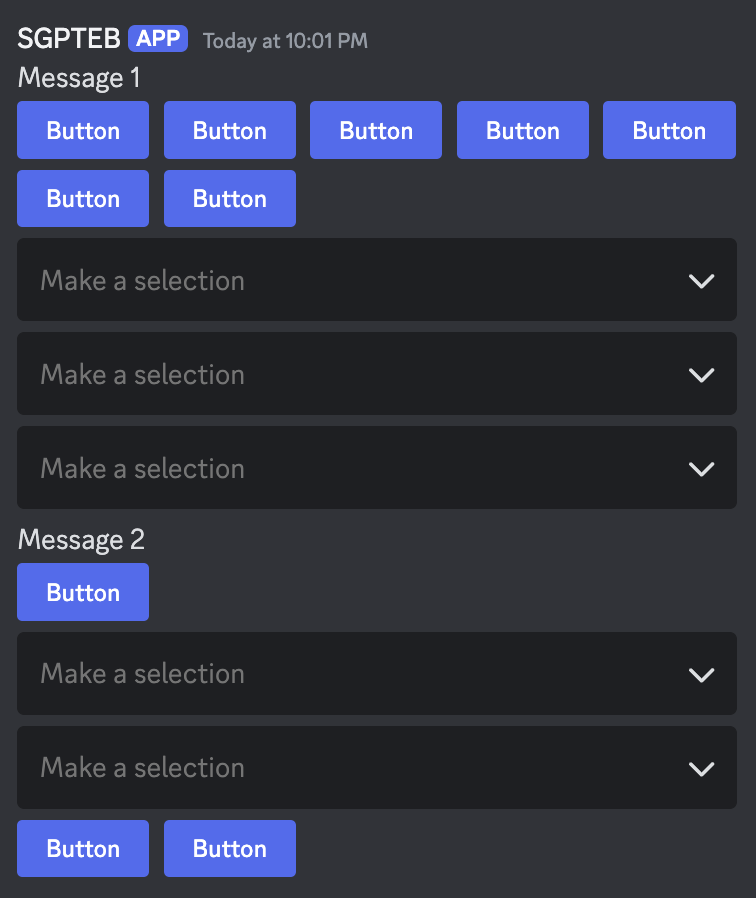 SGPTEB APP Today at 10:01 PM
Message 1
Button Button Button Button Button
Button Button
Make a selection
Make a selection
Make a selection
Message 2
Button
Make a selection
Make a selection
Button Button